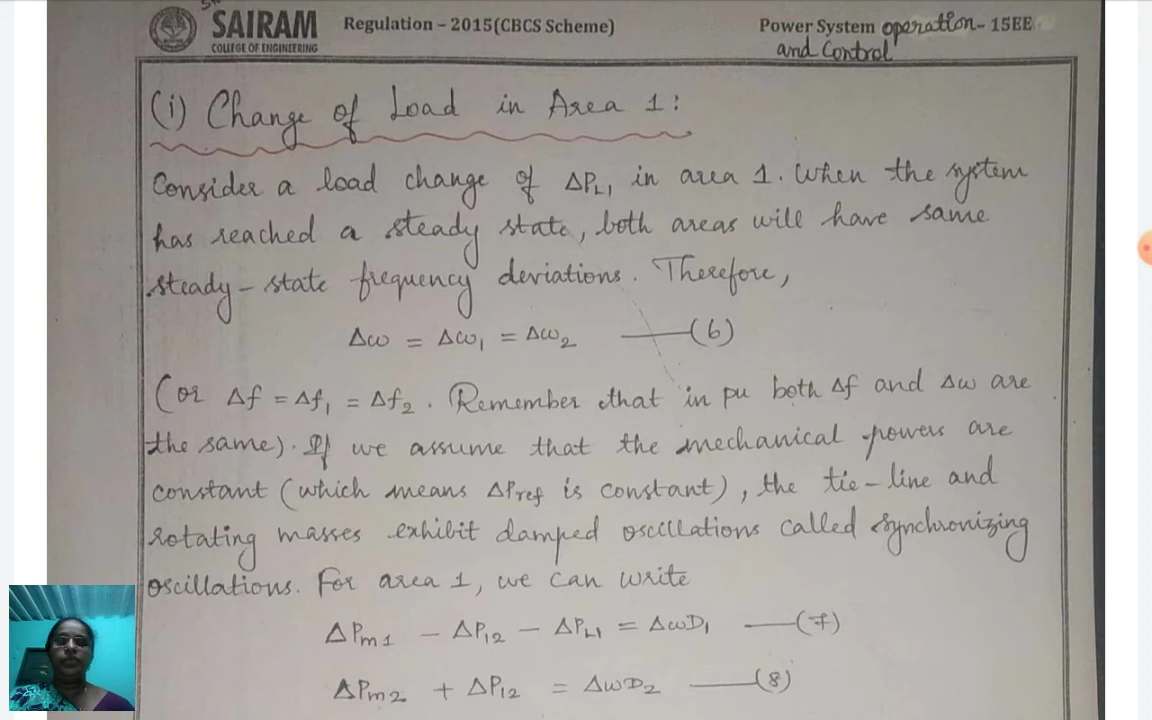 SAIRAM
COLLEGE OF ENGINEERING
Regulation – 2015(CBCS Scheme)
Power System operation- 15EE
and Control
(i) Change of Load in Area 1:
Consider a load change of ΔPL1 in area 1. When the system
has reached a steady state, both areas will have same
steady-state frequency deviations. Therefore,
Δω = Δω1 = Δω2 —(6)
(or Δf = Δf1 = Δf2. Remember that in pu both Δf and Δω are
the same). If we assume that the mechanical powers are
constant (which means ΔPref is constant), the tie-line and
rotating masses exhibit damped oscillations called synchronizing
oscillations. For area 1, we can write
ΔPm1 - ΔP12 - ΔPL1 = ΔωD1 —(7)
ΔPm2 + ΔP12 = ΔωD2 —(8)